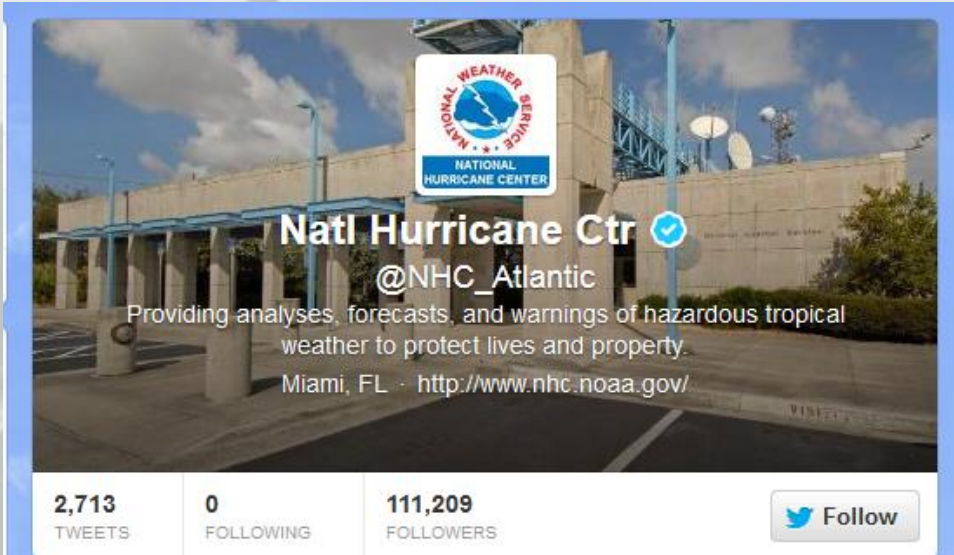 NATIONAL WEATHER SERVICE
NATIONAL
HURRICANE CENTER
Natl Hurricane Ctr
@NHC_Atlantic
Providing analyses, forecasts, and warnings of hazardous tropical
weather to protect lives and property.
Miami, FL · http://www.nhc.noaa.gov/
2,713
TWEETS
0
FOLLOWING
111,209
FOLLOWERS
Follow